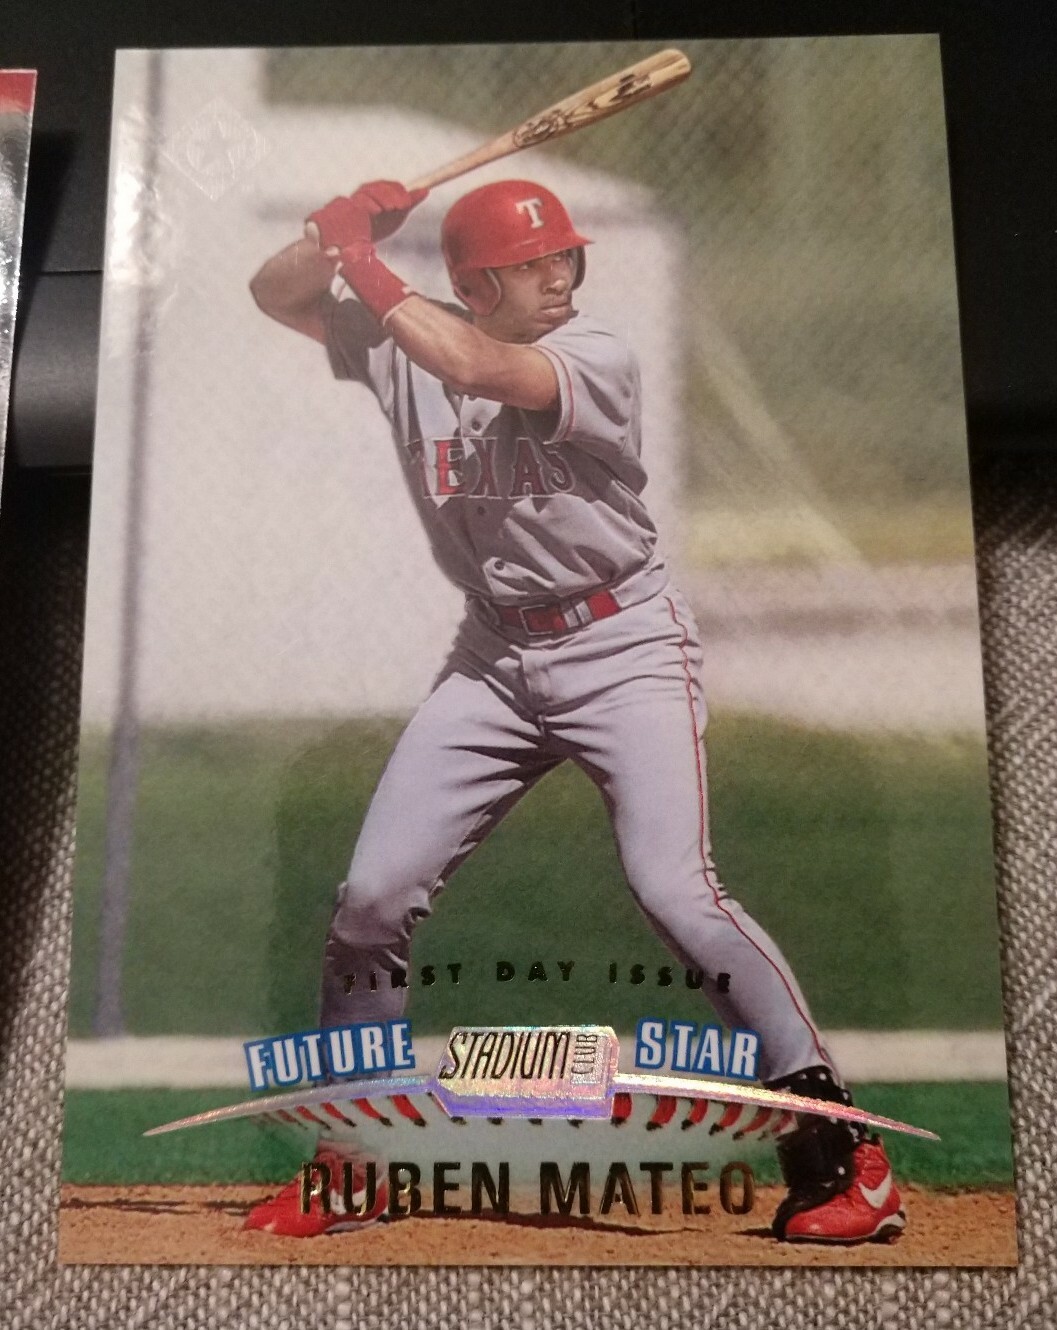 T
TEXAS
FIRST DAY ISSUE
FUTURE STADIUM CLUB STAR
RUBEN MATEO